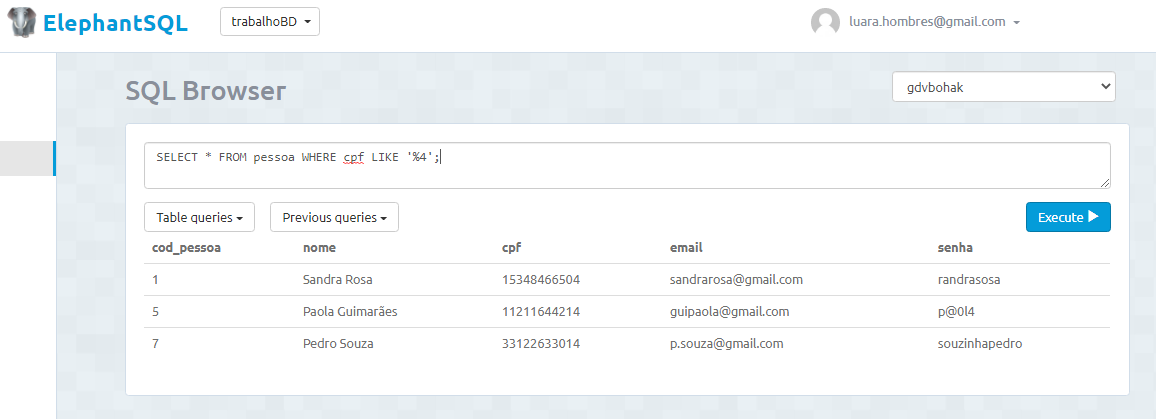 ElephantSQL trabalhoBD luara.hombres@gmail.com
SQL Browser gdvbohak
SELECT * FROM pessoa WHERE cpf LIKE '%4';
Table queries Previous queries Execute
cod_pessoa nome cpf email senha
1 Sandra Rosa 15348466504 sandrarosa@gmail.com randrasosa
5 Paola Guimarães 11211644214 guipaola@gmail.com p@0l4
7 Pedro Souza 33122633014 p.souza@gmail.com souzinhapedro